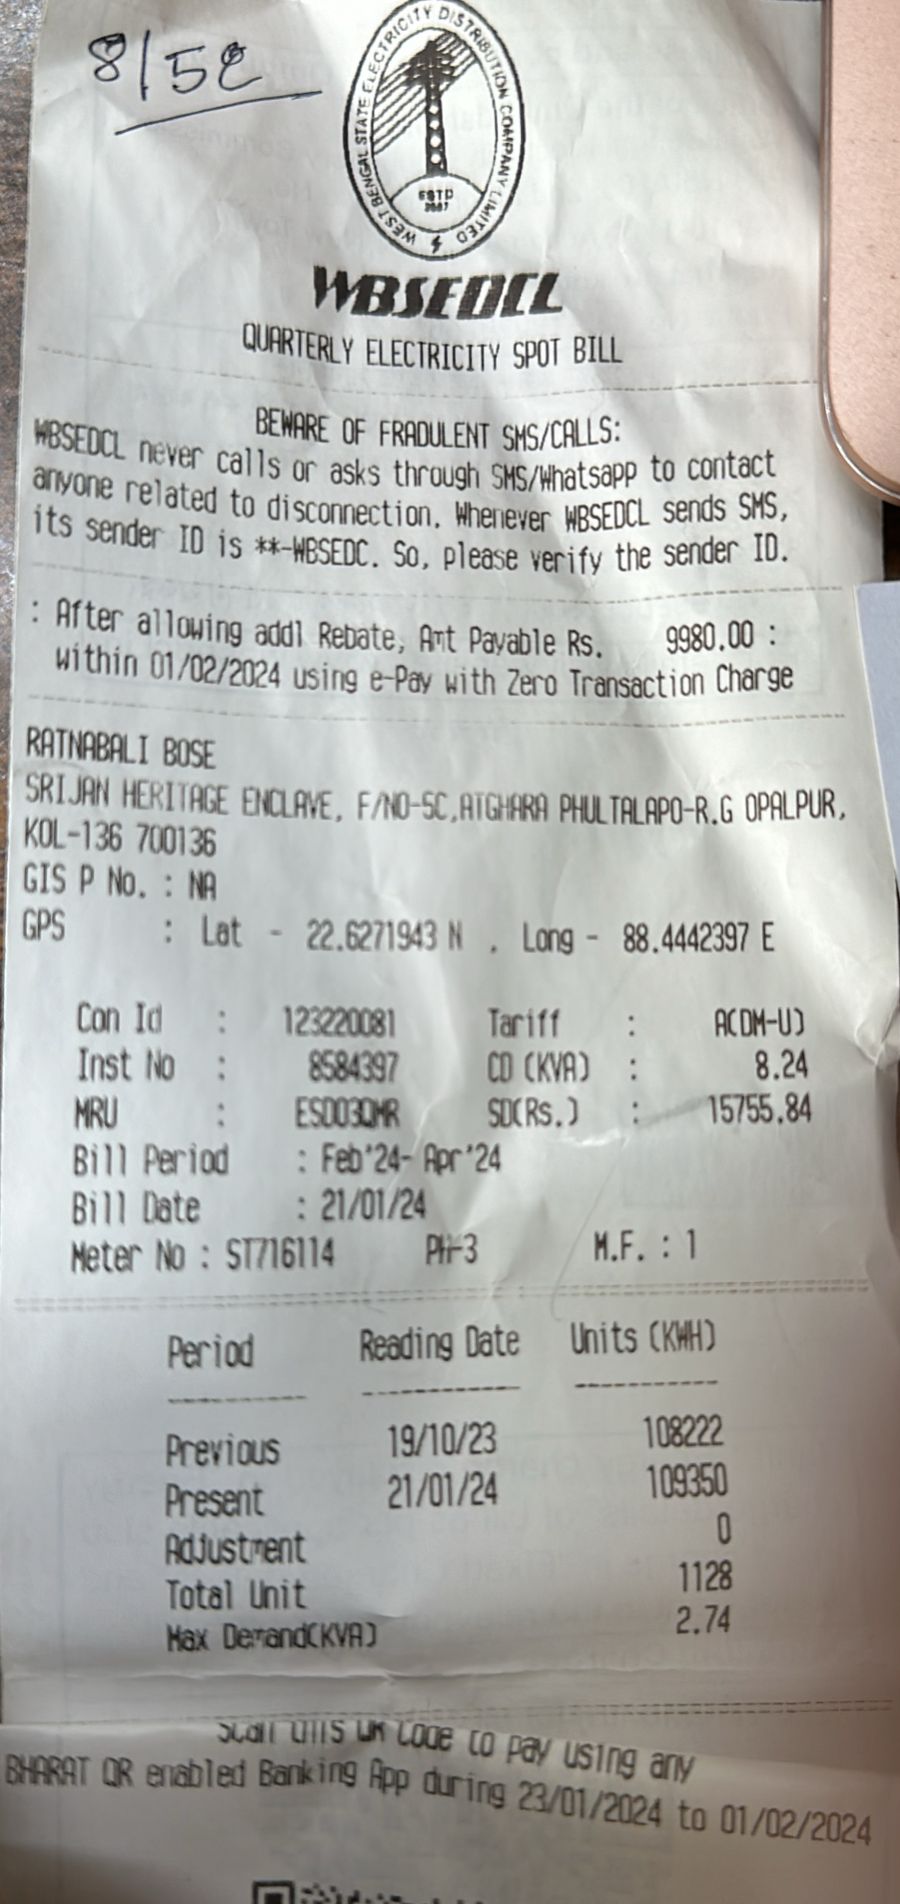 8/5C
WEST BENGAL STATE ELECTRICITY DISTRIBUTION COMPANY LIMITED
ESTD
2007
WBSEDCL
QUARTERLY ELECTRICITY SPOT BILL
BEWARE OF FRADULENT SMS/CALLS:
WBSEDCL never calls or asks through SMS/Whatsapp to contact
anyone related to disconnection. Whenever WBSEDCL sends SMS,
its sender ID is **-WBSEDC. So, please verify the sender ID.
: After allowing addl Rebate, Amt Payable Rs. 9980.00 :
within 01/02/2024 using e-Pay with Zero Transaction Charge
RATNABALI BOSE
SRIJAN HERITAGE ENCLAVE, F/NO-5C,ATGHARA PHULTALAPO-R.G OPALPUR,
KOL-136 700136
GIS P No. : NA
GPS : Lat - 22.6271943 N , Long - 88.4442397 E
Con Id : 123220081 Tariff : A(DM-U)
Inst No : 8584397 CD (KVA) : 8.24
MRU : SD(Rs.) : 15755.84
Bill Period : Feb'24- Apr'24
Bill Date : 21/01/24
Meter No : ST716114 PH-3 M.F. : 1
Period Reading Date Units (KWH)
Previous 19/10/23 108222
Present 21/01/24 109350
Adjustment 0
Total Unit 1128
Max Demand(KVA) 2.74
Scan this QR Code to pay using any
BHARAT QR enabled Banking App during 23/01/2024 to 01/02/2024